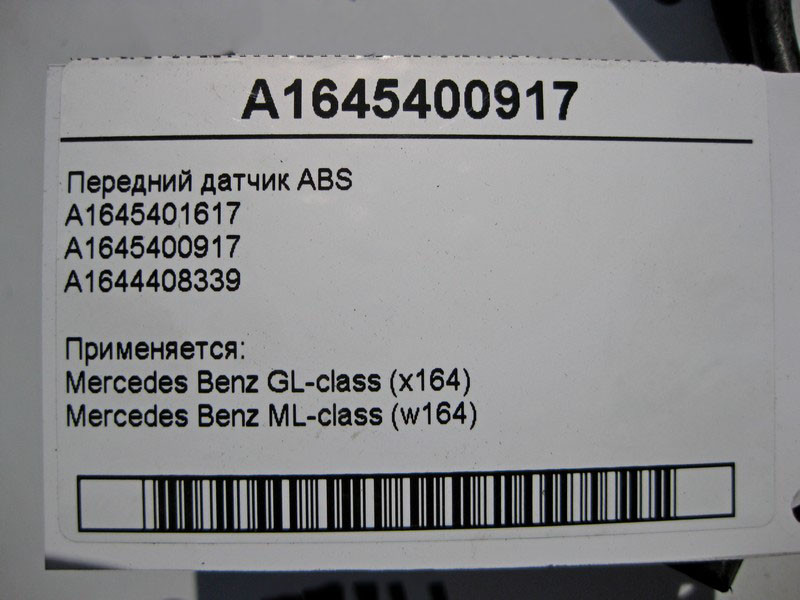 A1645400917
Передний датчик ABS
A1645401617
A1645400917
A1644408339
Применяется:
Mercedes Benz GL-class (x164)
Mercedes Benz ML-class (w164)